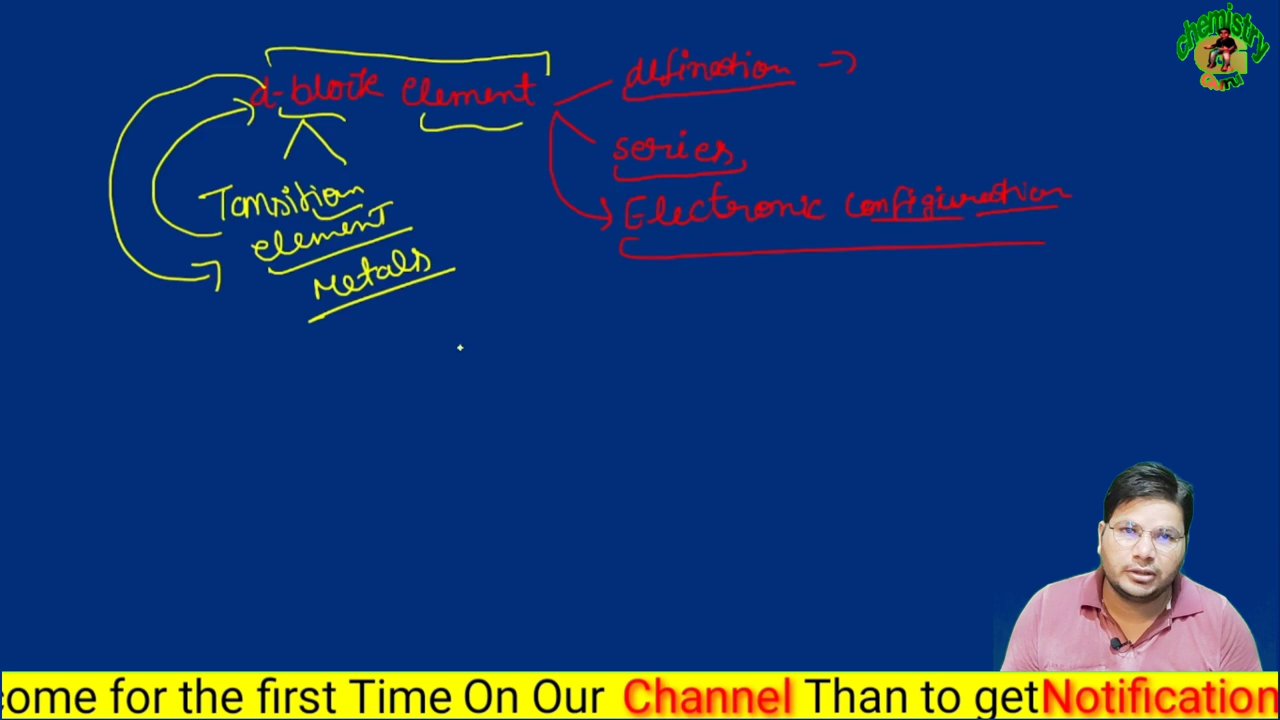 chemistry
d-block element
defination
series,
Electronic configuration
Transition
element
Metals
come for the first Time On Our Channel Than to get Notification